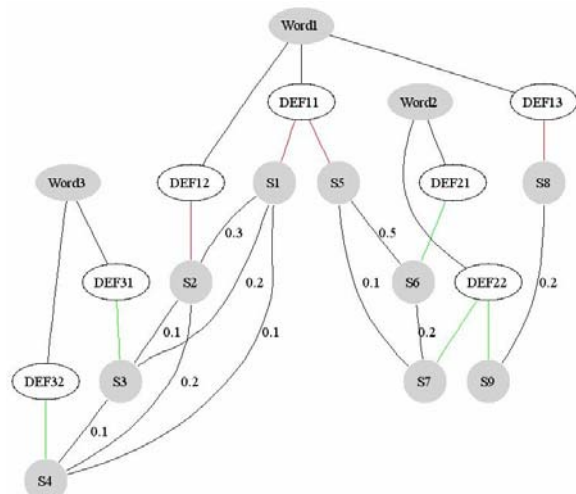 Word1
DEF11
Word2
DEF13
Word3
DEF12
S1
S5
DEF21
S8
0.3
0.5
DEF31
S2
0.2
0.1
S6
DEF22
0.2
0.1
0.1
0.2
DEF32
S3
0.2
S7
S9
0.1
S4